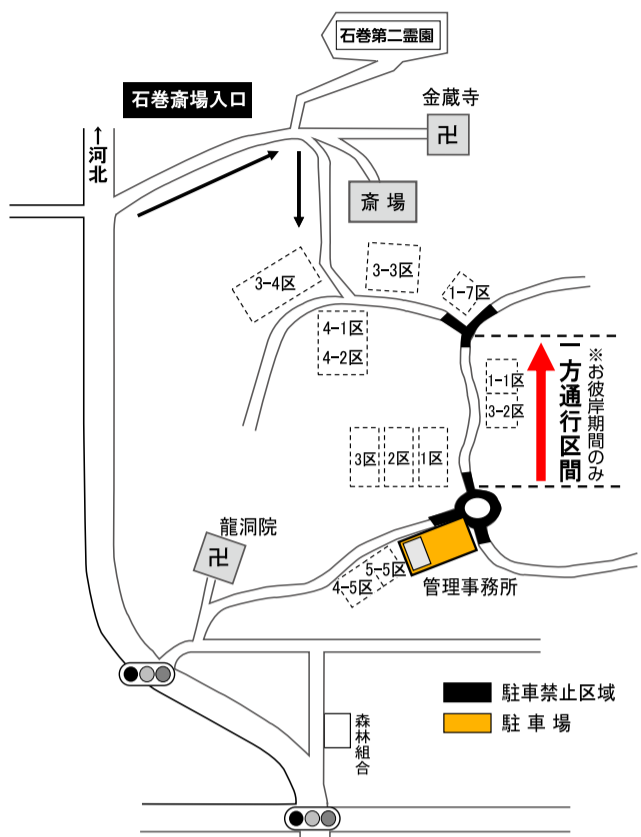 石巻第二霊園
石巻斎場入口
金蔵寺
卍
↑河北
斎場
3-3区
3-4区
1-7区
4-1区
4-2区
1-1区
3-2区
一方通行区間
※お彼岸期間のみ
3区
2区
1区
龍洞院
卍
5-5区
4-5区
管理事務所
駐車禁止区域
駐車場
森林組合